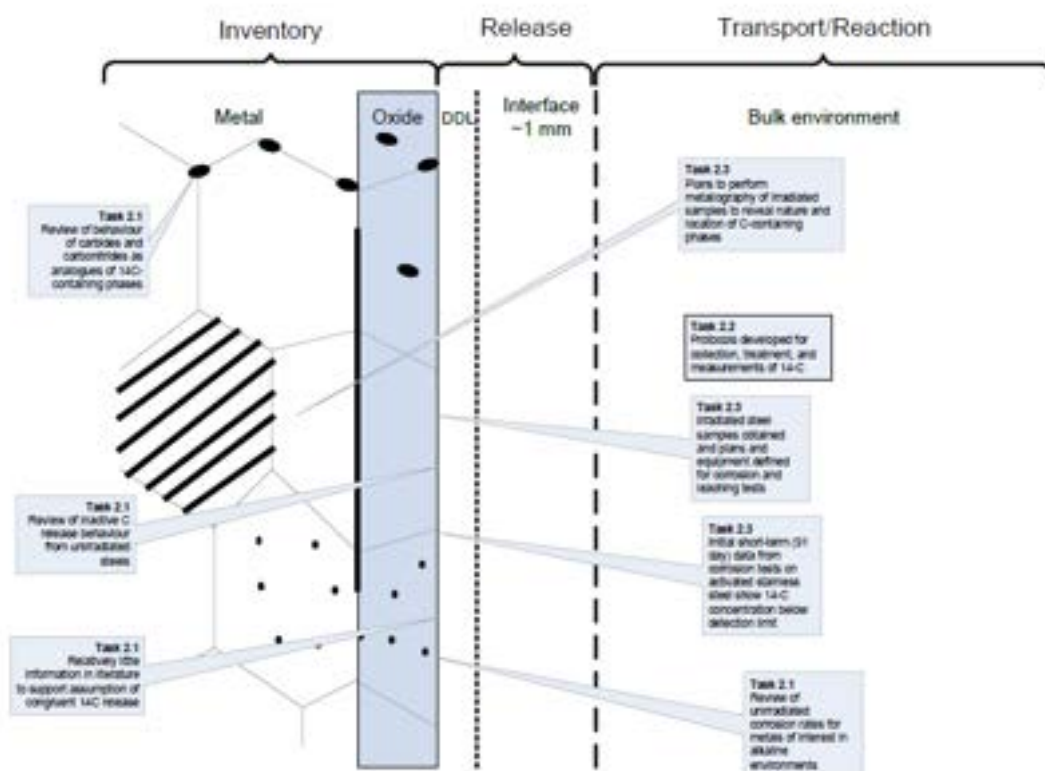 Inventory
Release
Transport/Reaction
Metal
Oxide
DDL
Interface
~1 mm
Bulk environment
Task 2.1
Review of behaviour
of carbides and
carbonitrides as
analogues of 14C-
containing phases
Task 2.3
Plans to perform
metalography of irradiated
samples to reveal nature and
location of C-containing
phases
Task 2.2
Protocols developed for
collection, treatment, and
measurements of 14-C
Task 2.3
Irradiated steel
samples obtained
and plans and
equipment defined
for corrosion and
leaching tests
Task 2.1
Review of inactive C
release behaviour
from unirradiated
steels
Task 2.3
Initial short-term (91
day) data from
corrosion tests on
activated stainless
steel show 14-C
concentration below
detection limit
Task 2.1
Relatively little
information in literature
to support assumption of
congruent 14C release
Task 2.1
Review of
unirradiated
corrosion rates for
metals of interest in
alkaline
environments